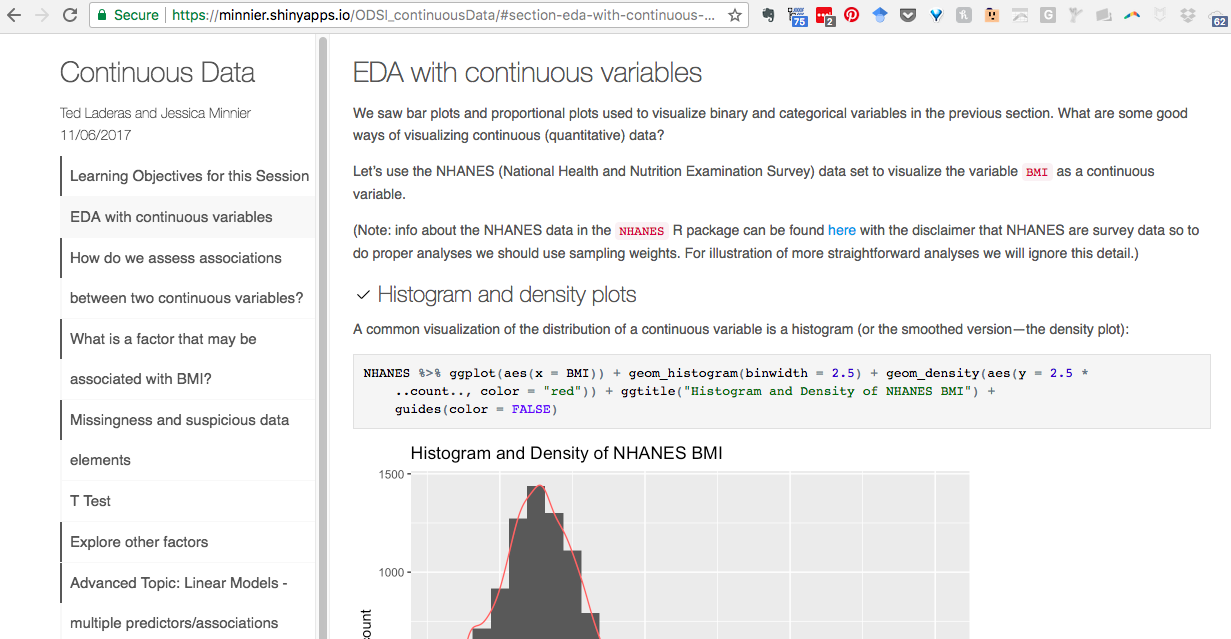 Secure https://minnier.shinyapps.io/ODSI_continuousData/#section-eda-with-continuous-...
75
2
G
62
Continuous Data
Ted Laderas and Jessica Minnier
11/06/2017
Learning Objectives for this Session
EDA with continuous variables
How do we assess associations
between two continuous variables?
What is a factor that may be
associated with BMI?
Missingness and suspicious data
elements
T Test
Explore other factors
Advanced Topic: Linear Models -
multiple predictors/associations
EDA with continuous variables
We saw bar plots and proportional plots used to visualize binary and categorical variables in the previous section. What are some good
ways of visualizing continuous (quantitative) data?
Let’s use the NHANES (National Health and Nutrition Examination Survey) data set to visualize the variable BMI as a continuous
variable.
(Note: info about the NHANES data in the NHANES R package can be found here with the disclaimer that NHANES are survey data so to
do proper analyses we should use sampling weights. For illustration of more straightforward analyses we will ignore this detail.)
Histogram and density plots
A common visualization of the distribution of a continuous variable is a histogram (or the smoothed version—the density plot):
NHANES %>% ggplot(aes(x = BMI)) + geom_histogram(binwidth = 2.5) + geom_density(aes(y = 2.5 *
..count.., color = "red")) + ggtitle("Histogram and Density of NHANES BMI") +
guides(color = FALSE)
Histogram and Density of NHANES BMI
1500
1000